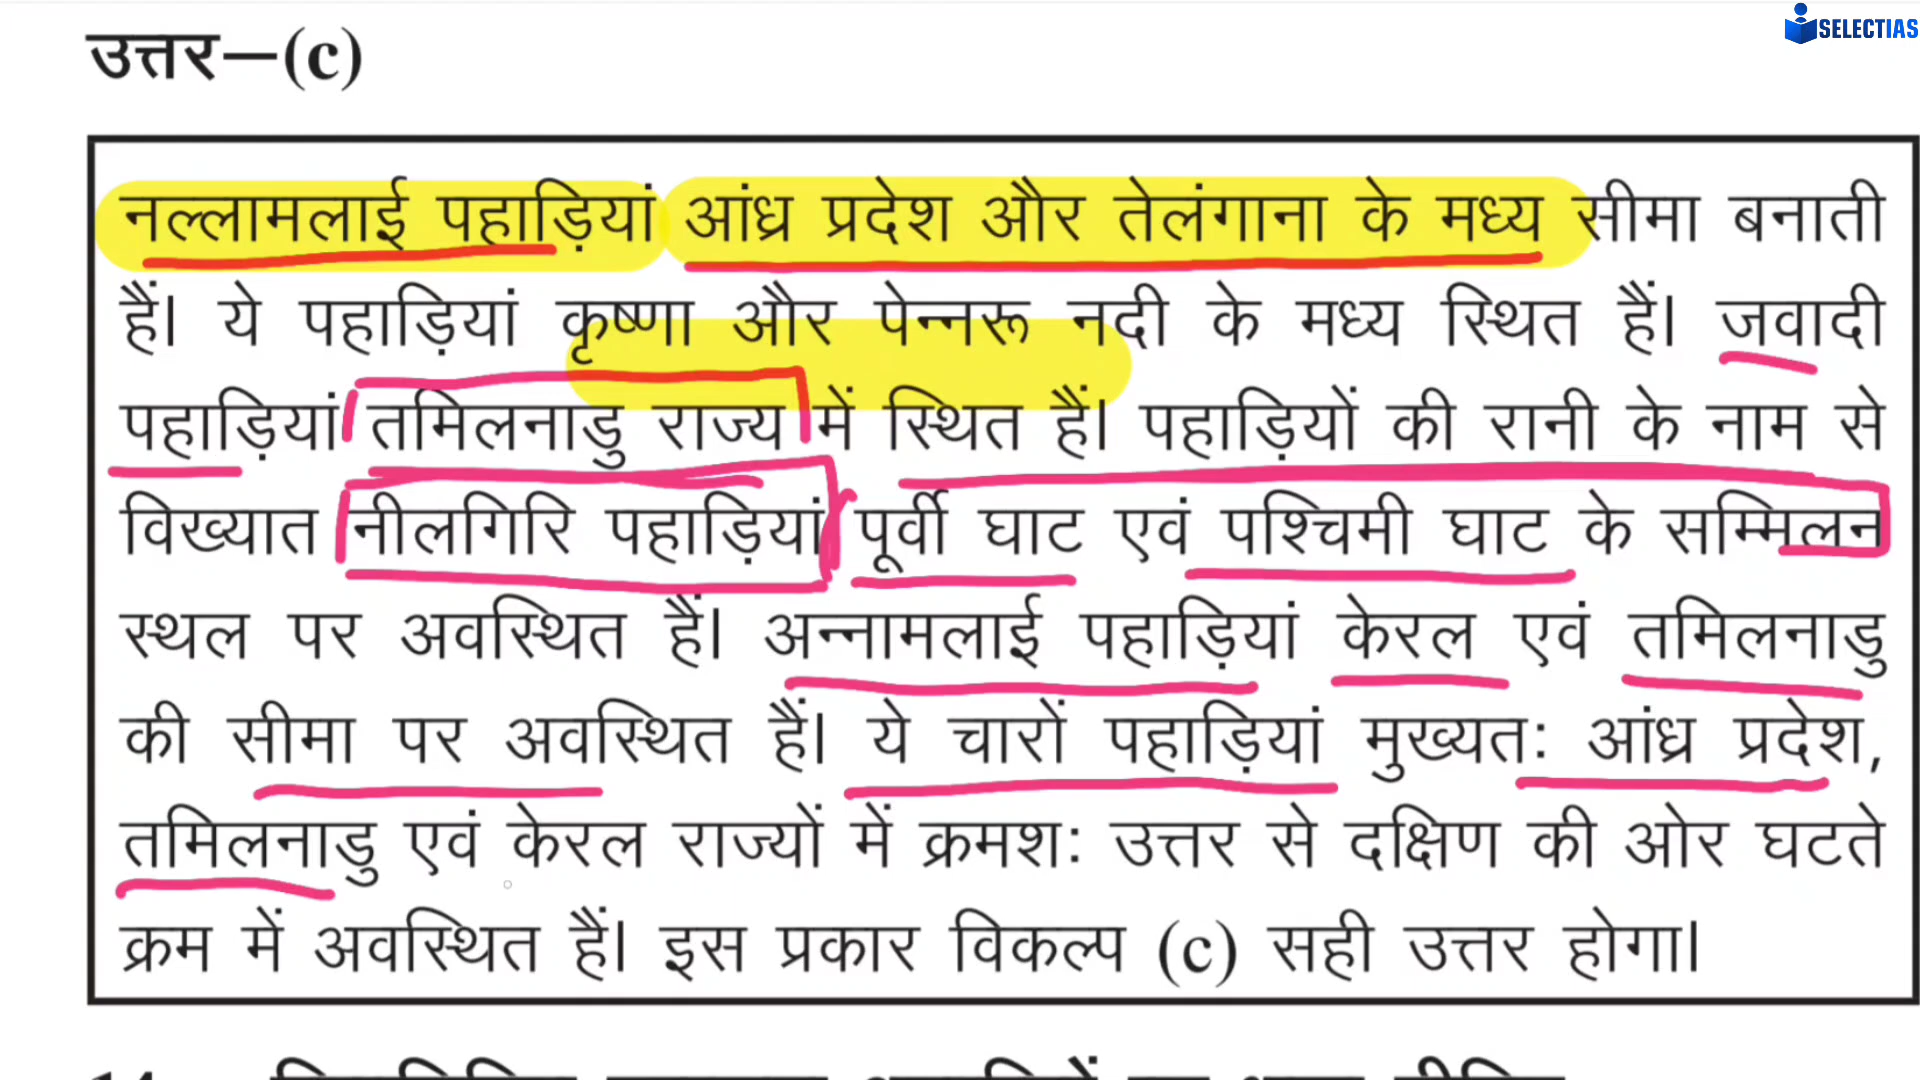 SELECTIAS
उत्तर—(c)
नल्लामलाई पहाड़ियां आंध्र प्रदेश और तेलंगाना के मध्य सीमा बनाती
हैं। ये पहाड़ियां कृष्णा और पेन्नरू नदी के मध्य स्थित हैं। जवादी
पहाड़ियां तमिलनाडु राज्य में स्थित हैं। पहाड़ियों की रानी के नाम से
विख्यात नीलगिरि पहाड़ियां पूर्वी घाट एवं पश्चिमी घाट के सम्मिलन
स्थल पर अवस्थित हैं। अन्नामलाई पहाड़ियां केरल एवं तमिलनाडु
की सीमा पर अवस्थित हैं। ये चारों पहाड़ियां मुख्यतः आंध्र प्रदेश,
तमिलनाडु एवं केरल राज्यों में क्रमशः उत्तर से दक्षिण की ओर घटते
क्रम में अवस्थित हैं। इस प्रकार विकल्प (c) सही उत्तर होगा।